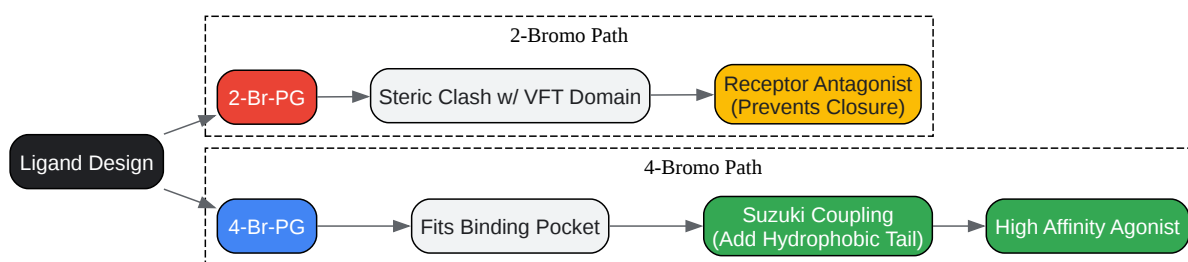 2-Bromo Path
2-Br-PG
Steric Clash w/ VFT Domain
Receptor Antagonist
(Prevents Closure)
Ligand Design
4-Bromo Path
4-Br-PG
Fits Binding Pocket
Suzuki Coupling
(Add Hydrophobic Tail)
High Affinity Agonist